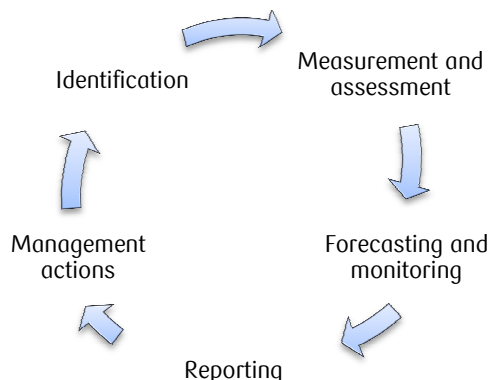 Identification
Measurement and
assessment
Forecasting and
monitoring
Reporting
Management
actions